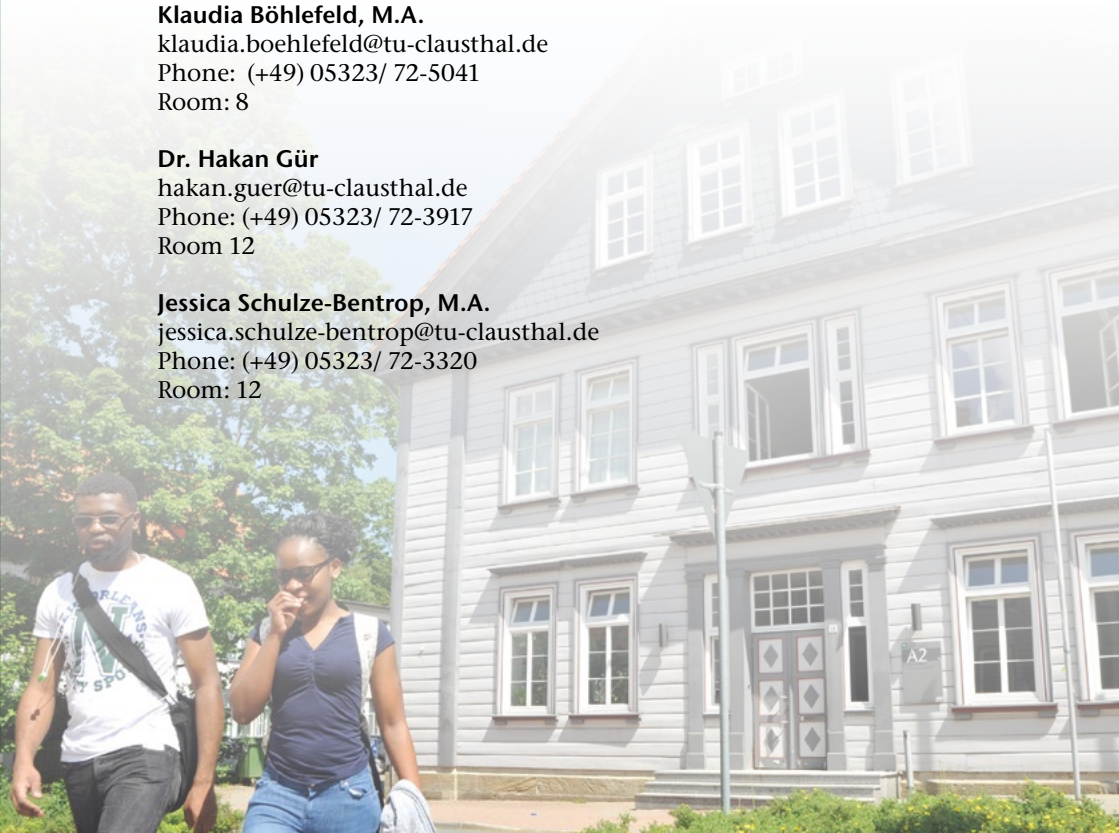 Klaudia Böhlefeld, M.A.
klaudia.boehlefeld@tu-clausthal.de
Phone: (+49) 05323/ 72-5041
Room: 8
Dr. Hakan Gür
hakan.guer@tu-clausthal.de
Phone: (+49) 05323/ 72-3917
Room 12
Jessica Schulze-Bentrop, M.A.
jessica.schulze-bentrop@tu-clausthal.de
Phone: (+49) 05323/ 72-3320
Room: 12
A2